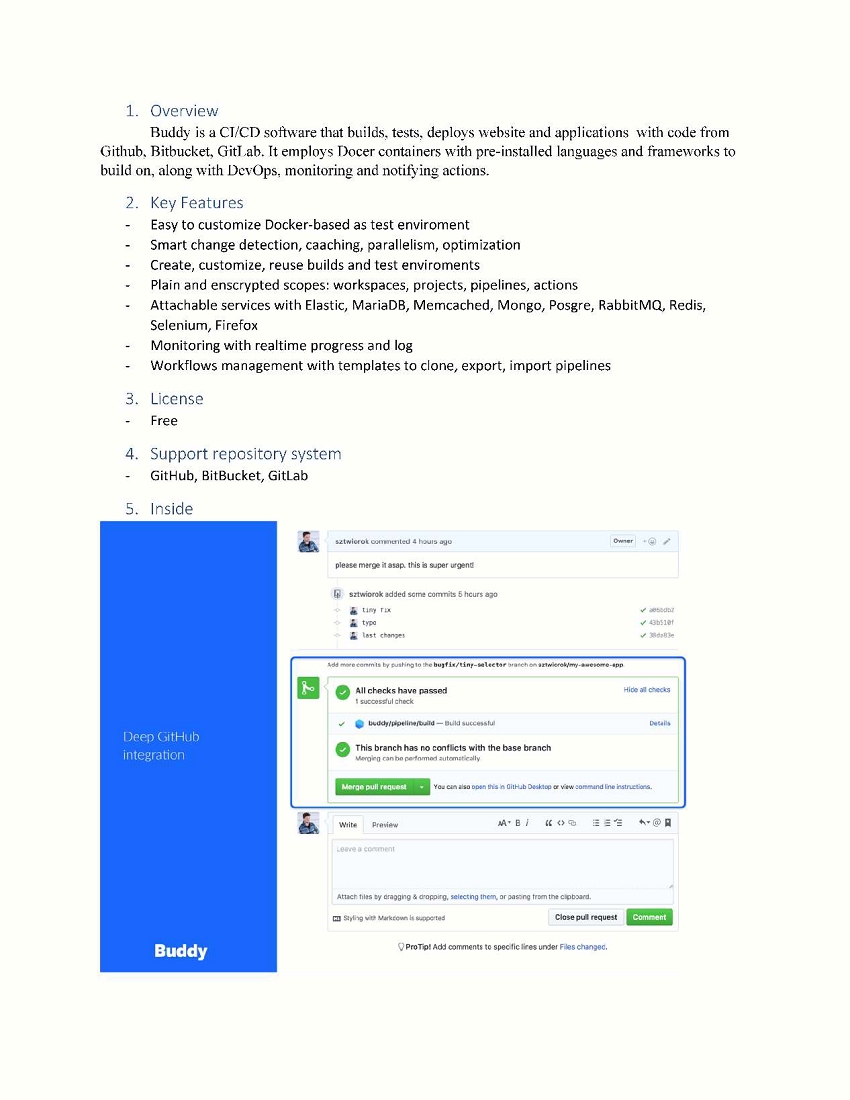 1. Overview
Buddy is a CI/CD software that builds, tests, deploys website and applications with code from
Github, Bitbucket, GitLab. It employs Docer containers with pre-installed languages and frameworks to
build on, along with DevOps, monitoring and notifying actions.
2. Key Features
- Easy to customize Docker-based as test enviroment
- Smart change detection, caaching, parallelism, optimization
- Create, customize, reuse builds and test enviroments
- Plain and enscrypted scopes: workspaces, projects, pipelines, actions
- Attachable services with Elastic, MariaDB, Memcached, Mongo, Posgre, RabbitMQ, Redis,
Selenium, Firefox
- Monitoring with realtime progress and log
- Workflows management with templates to clone, export, import pipelines
3. License
- Free
4. Support repository system
- GitHub, BitBucket, GitLab
5. Inside
Deep GitHub
integration
Buddy
sztwiorok commented 4 hours ago Owner
please merge it asap. this is super urgent!
sztwiorok added some commits 5 hours ago
tiny fix
typo 43b510f
last changes
Add more commits by pushing to the bugfix/tiny-selector branch on sztwiorok/my-awesome-app
All checks have passed Hide all checks
1 successful check
buddy/pipeline/build — Build successful Details
This branch has no conflicts with the base branch
Merging can be performed automatically.
Merge pull request You can also open this in GitHub Desktop or view command line instructions.
Write Preview AA B i
Leave a comment
Attach files by dragging & dropping, selecting them, or pasting from the clipboard.
Styling with Markdown is supported Close pull request Comment
ProTip! Add comments to specific lines under Files changed.